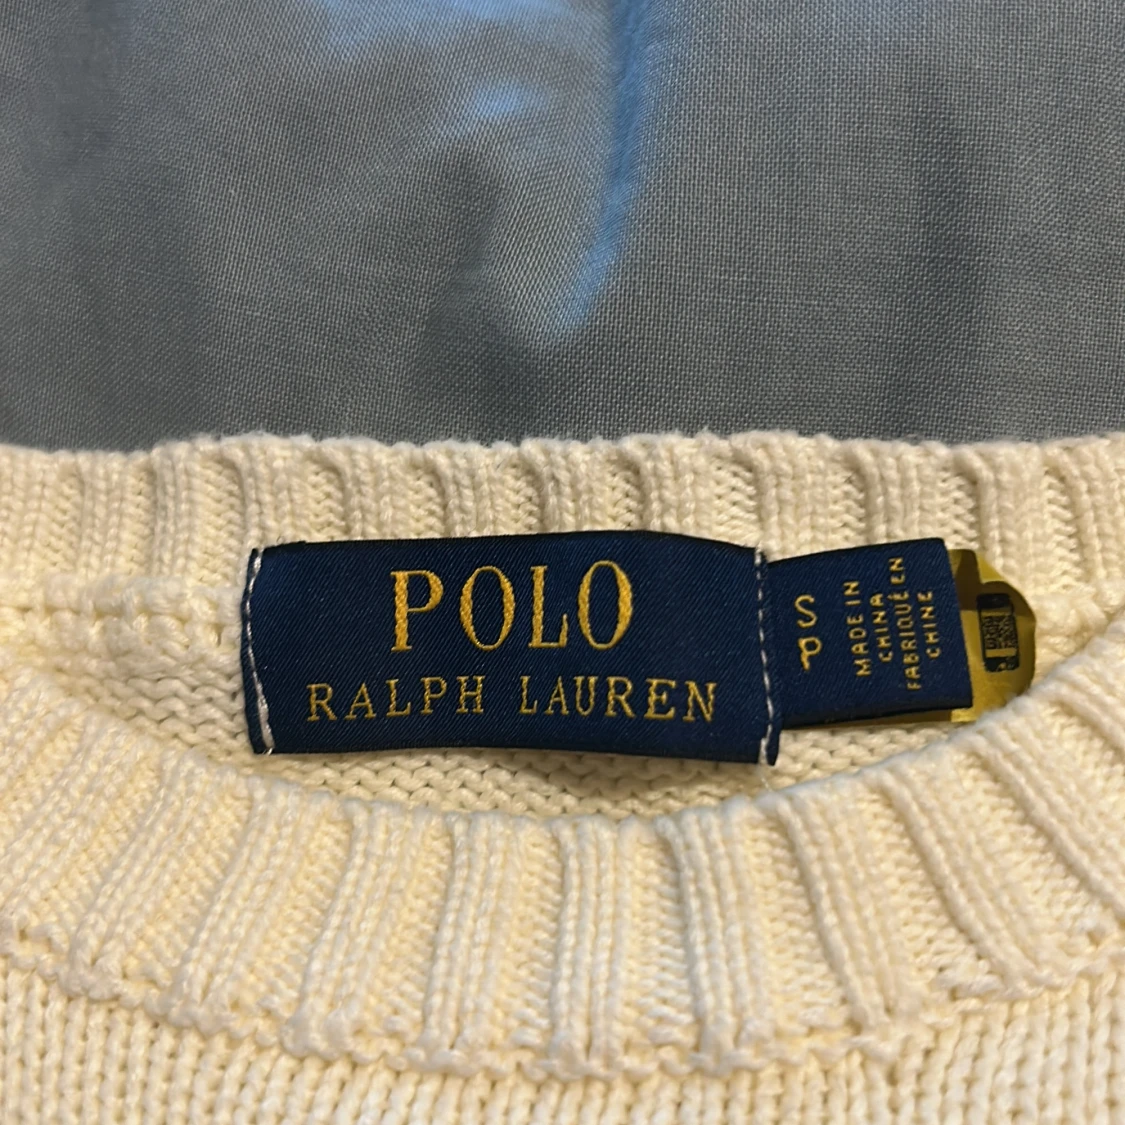 POLO
RALPH LAUREN
S
P
MADE IN
CHINA
FABRIQUÉ EN
CHINE